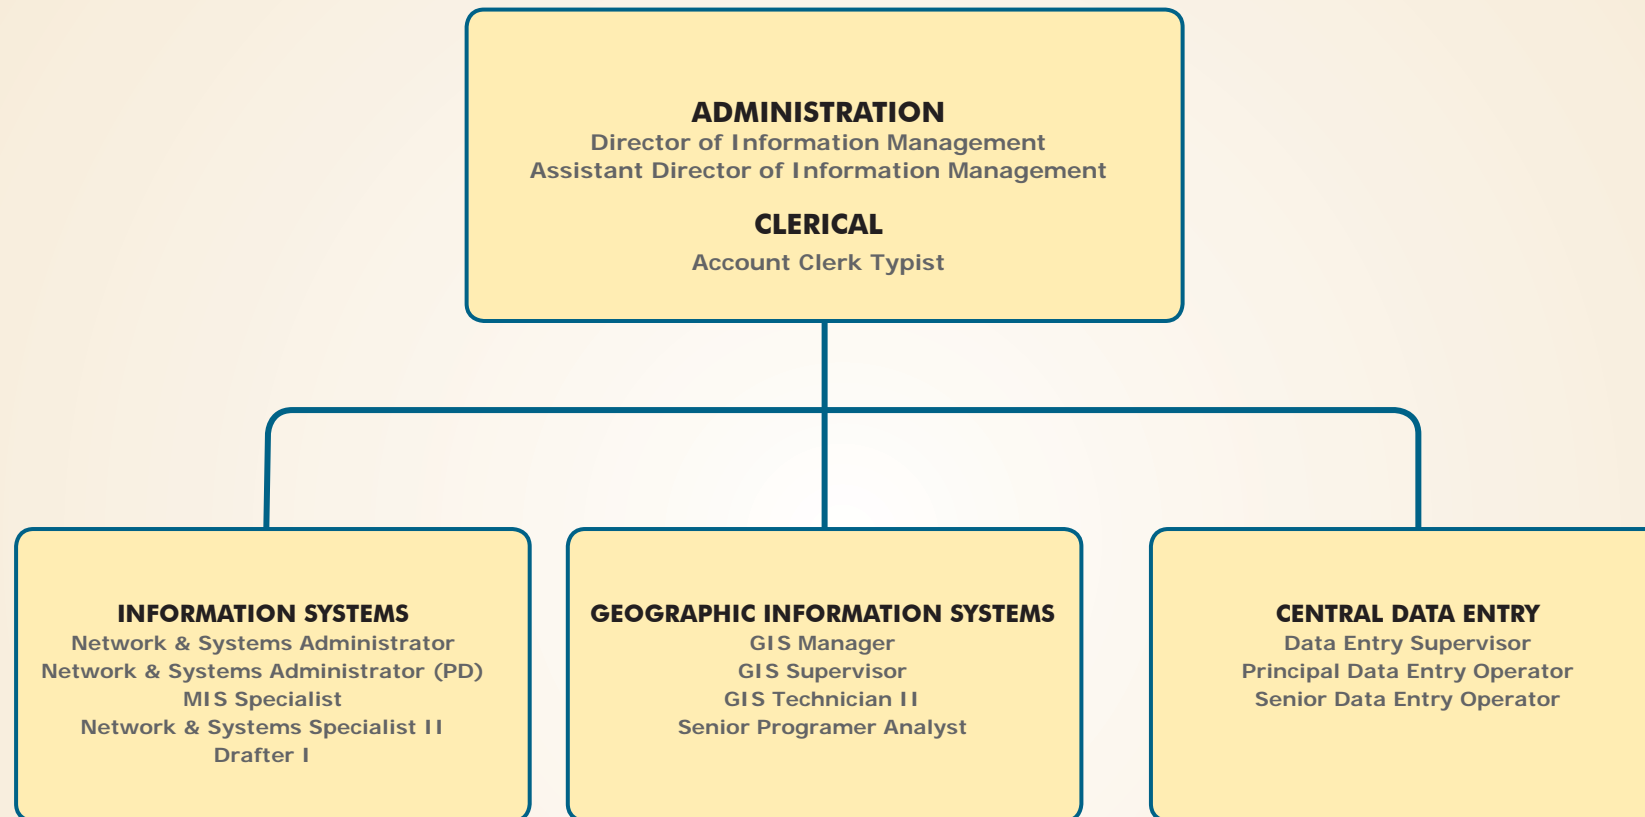 ADMINISTRATION
Director of Information Management
Assistant Director of Information Management
CLERICAL
Account Clerk Typist
INFORMATION SYSTEMS
Network & Systems Administrator
Network & Systems Administrator (PD)
MIS Specialist
Network & Systems Specialist II
Drafter I
GEOGRAPHIC INFORMATION SYSTEMS
GIS Manager
GIS Supervisor
GIS Technician II
Senior Programer Analyst
CENTRAL DATA ENTRY
Data Entry Supervisor
Principal Data Entry Operator
Senior Data Entry Operator